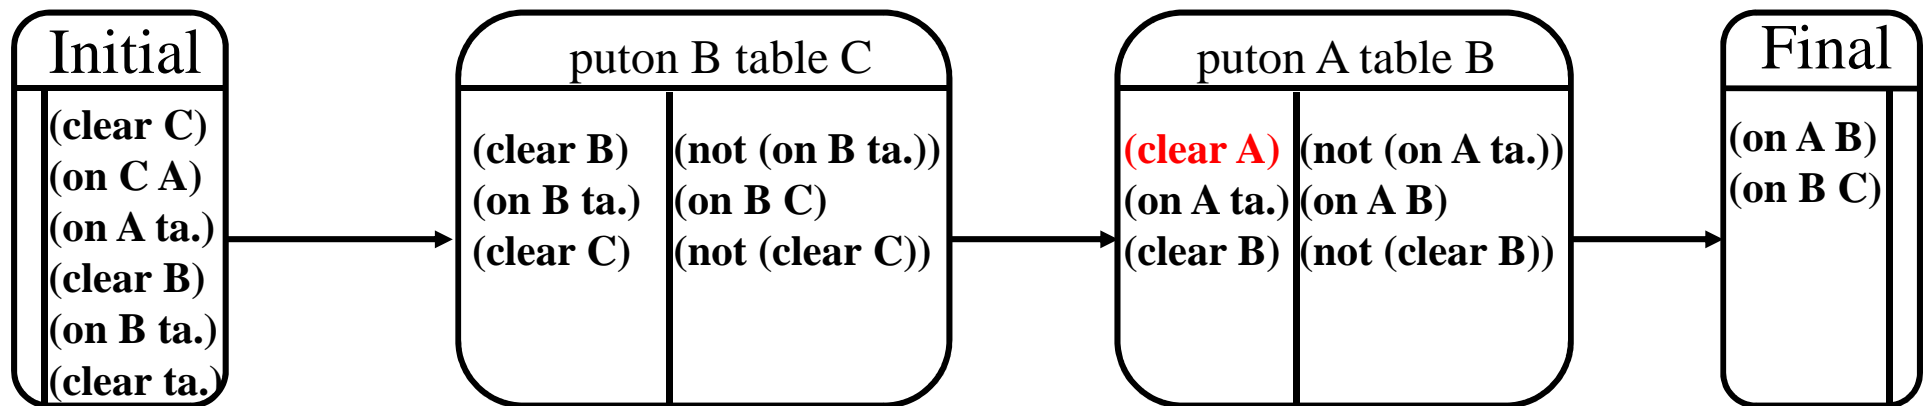 Initial
(clear C)
(on C A)
(on A ta.)
(clear B)
(on B ta.)
(clear ta.)
puton B table C
(clear B)
(on B ta.)
(clear C)
(not (on B ta.))
(on B C)
(not (clear C))
puton A table B
(clear A)
(on A ta.)
(clear B)
(not (on A ta.))
(on A B)
(not (clear B))
Final
(on A B)
(on B C)